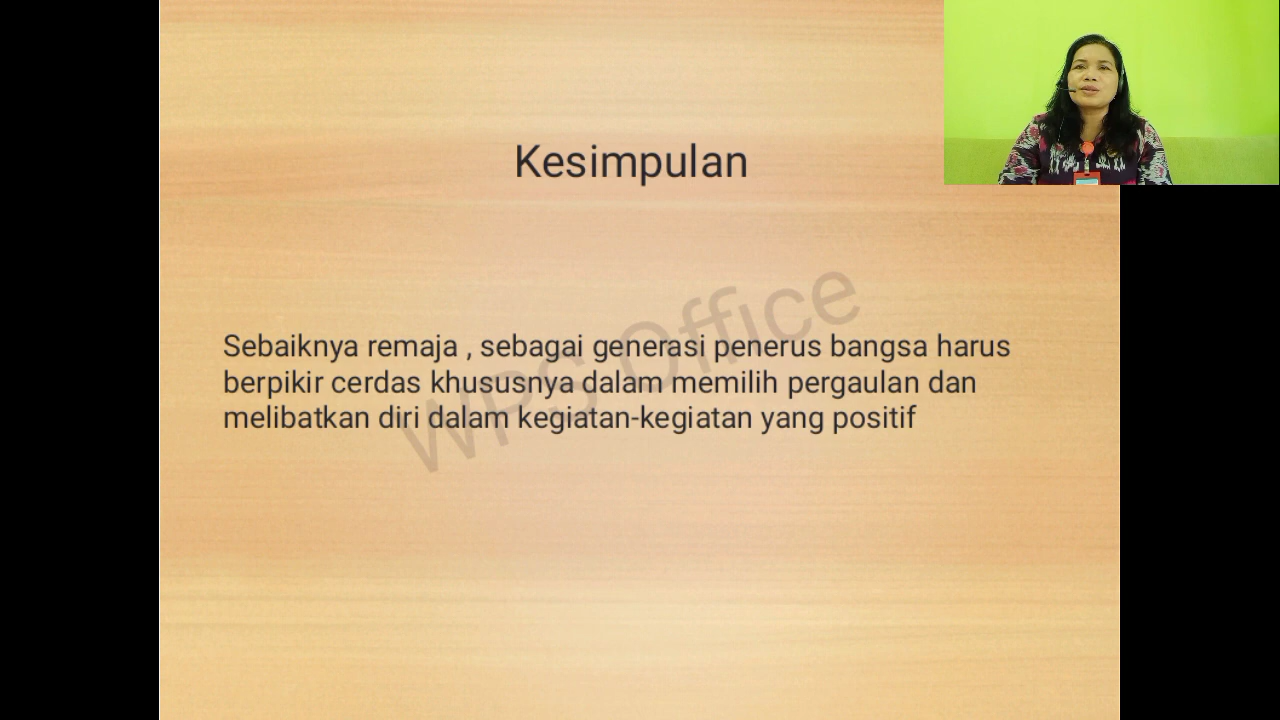 Kesimpulan
Sebaiknya remaja , sebagai generasi penerus bangsa harus
berpikir cerdas khususnya dalam memilih pergaulan dan
melibatkan diri dalam kegiatan-kegiatan yang positif
WPS Office